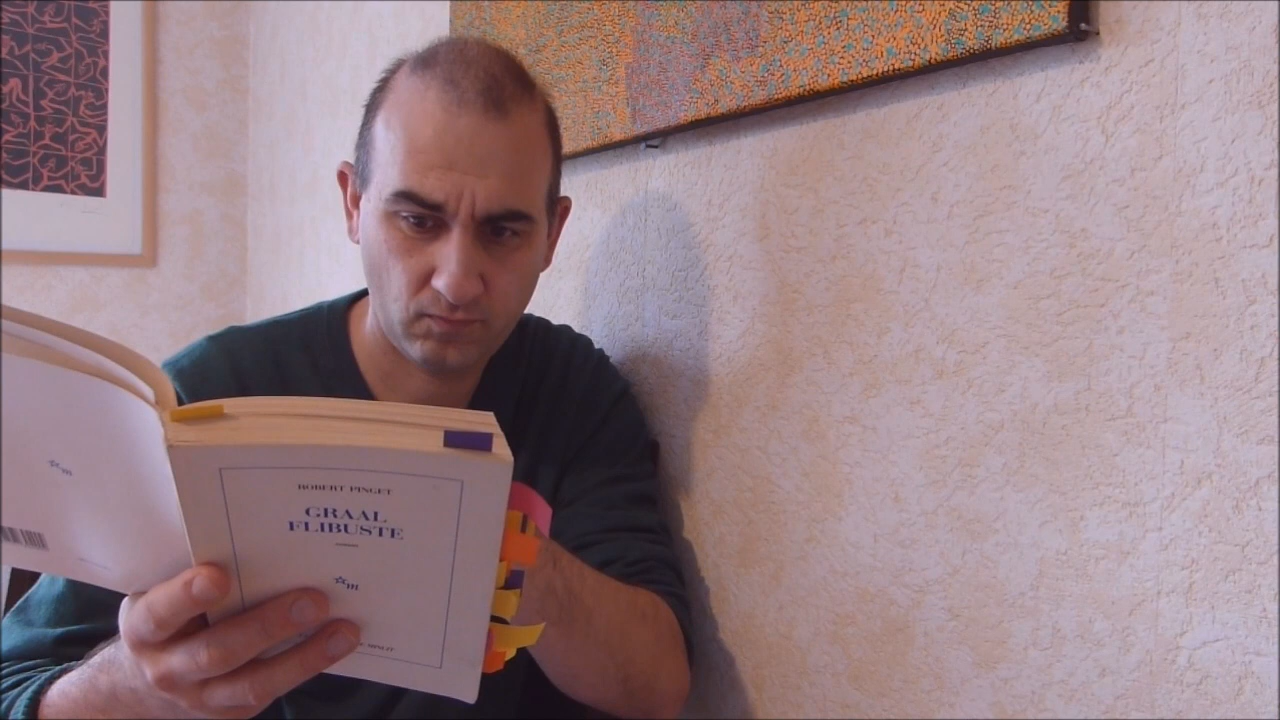 ROBERT PINGET
GRAAL
FLIBUSTE
m
m